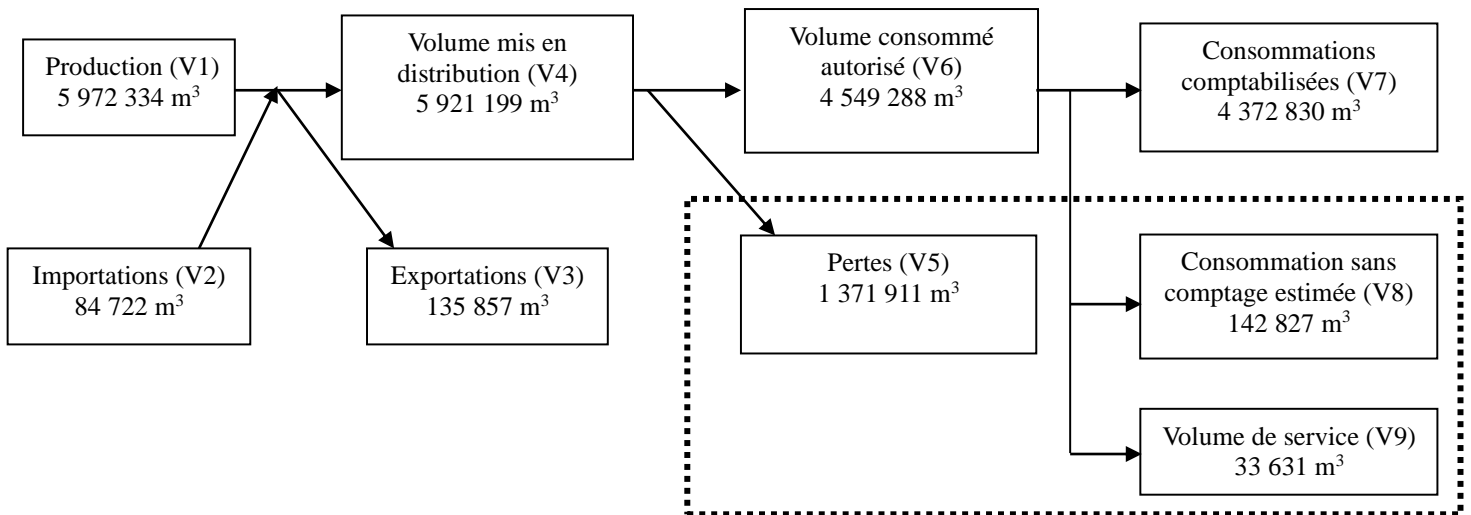 Production (V1)
5 972 334 m³
Volume mis en
distribution (V4)
5 921 199 m³
Volume consommé
autorisé (V6)
4 549 288 m³
Consommations
comptabilisées (V7)
4 372 830 m³
Importations (V2)
84 722 m³
Exportations (V3)
135 857 m³
Pertes (V5)
1 371 911 m³
Consommation sans
comptage estimée (V8)
142 827 m³
Volume de service (V9)
33 631 m³